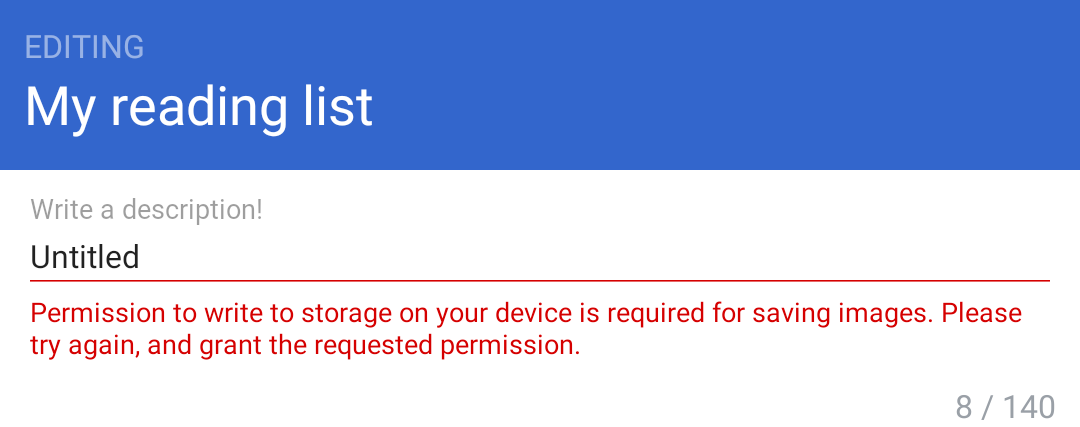 EDITING
My reading list
Write a description!
Untitled
Permission to write to storage on your device is required for saving images. Please
try again, and grant the requested permission.
8 / 140